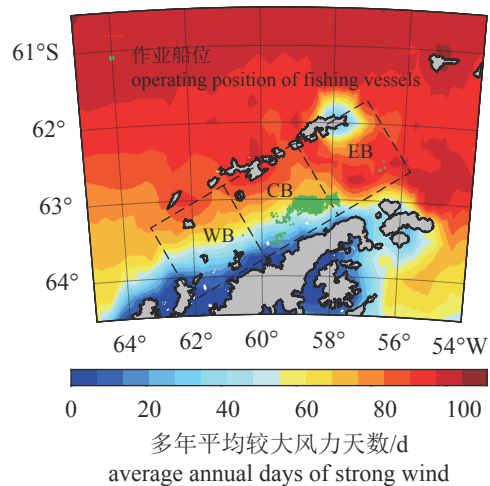 61°S
作业船位
operating position of fishing vessels
62°
EB
CB
63°
WB
64°
64° 62° 60° 58° 56° 54°W
0 20 40 60 80 100
多年平均较大风力天数/d
average annual days of strong wind